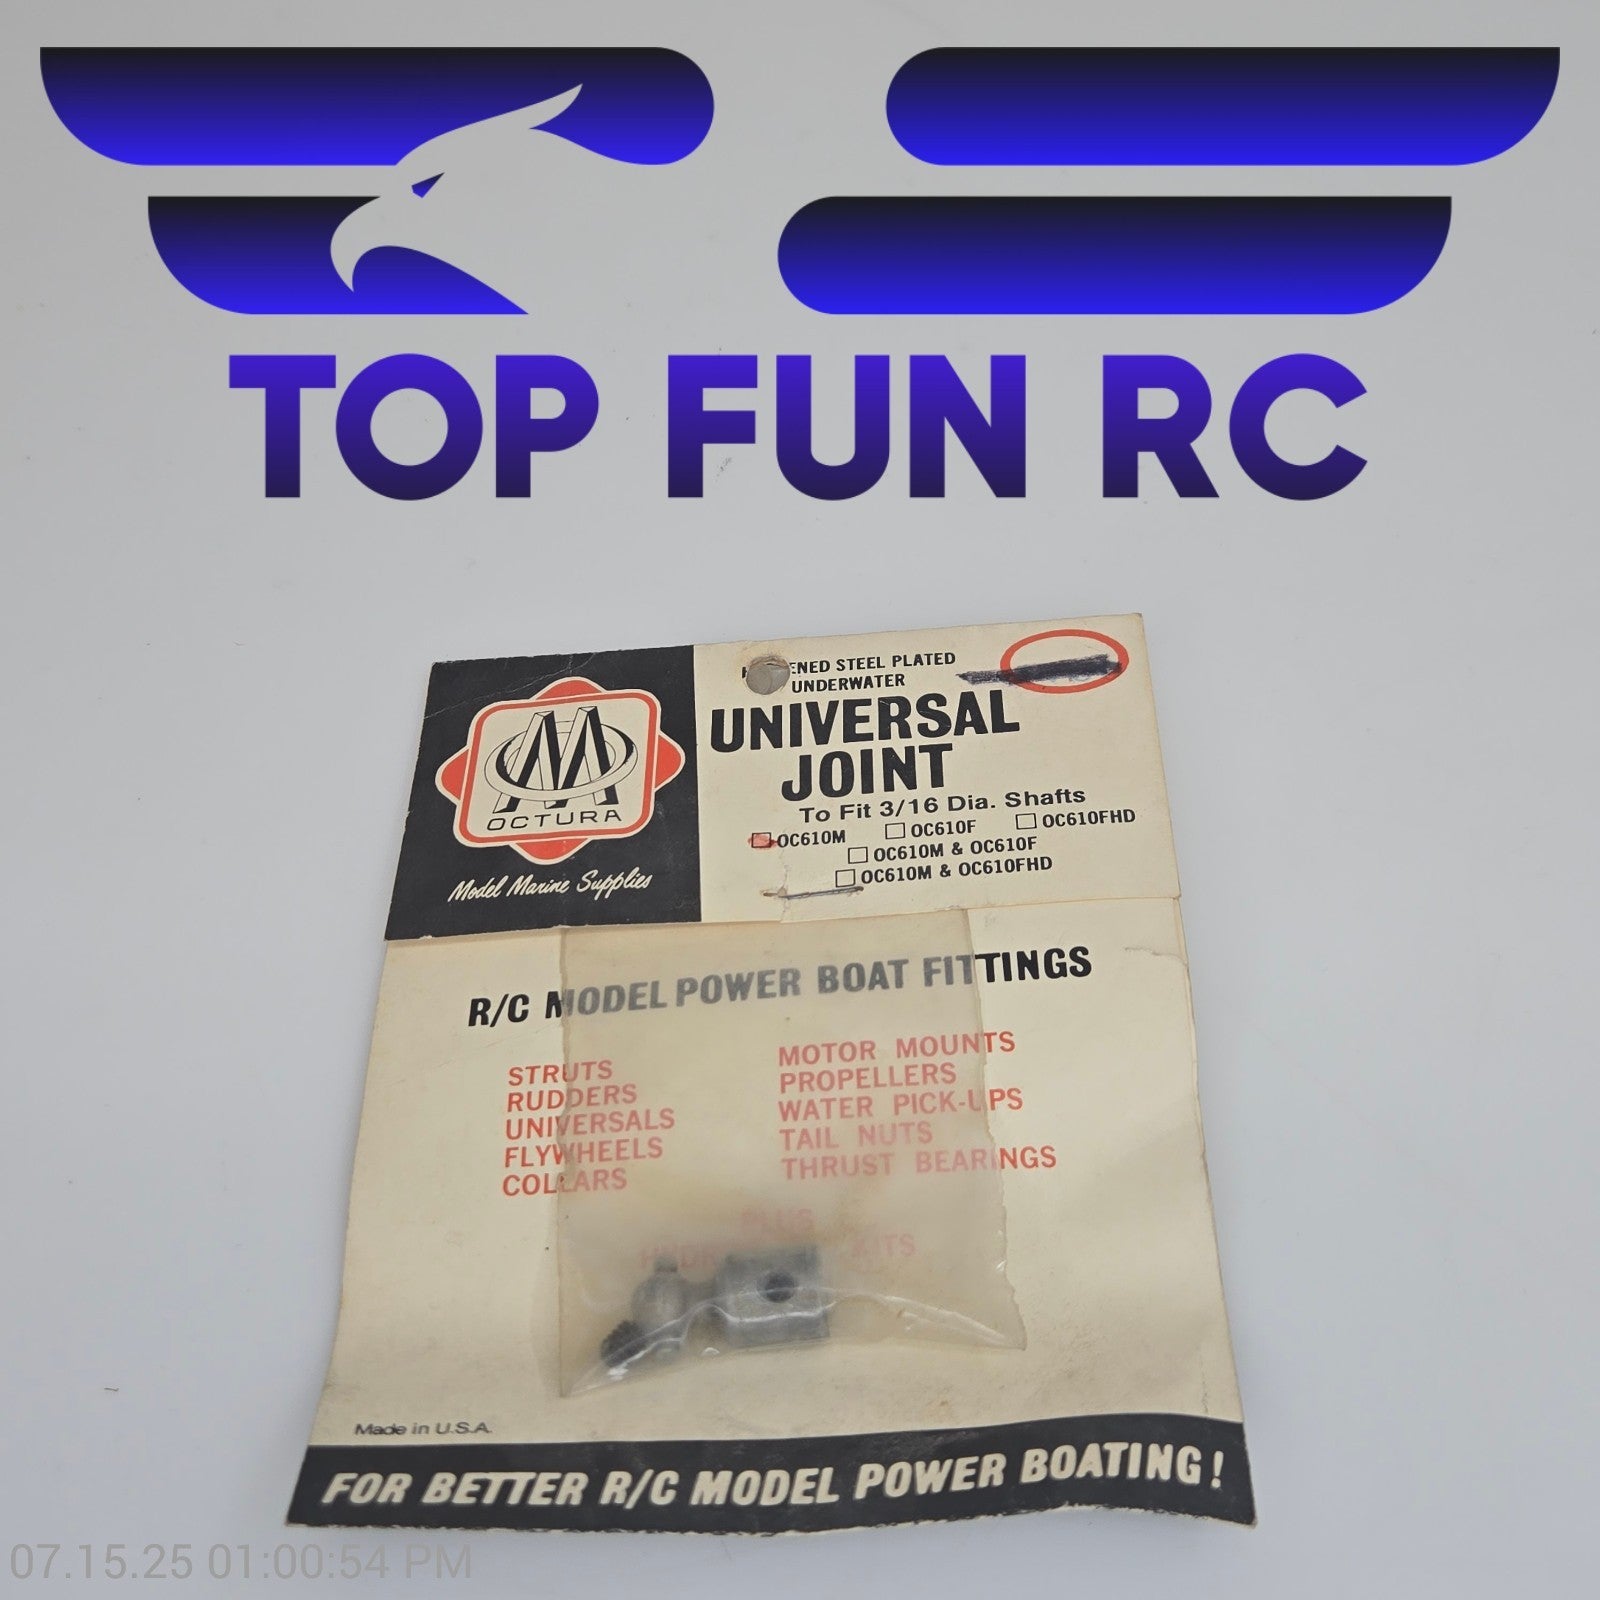 TOP FUN RC
ENED STEEL PLATED
UNDERWATER
UNIVERSAL
JOINT
To Fit 3/16 Dia. Shafts
OC610M OC610F OC610FHD
OC610M & OC610F
OC610M & OC610FHD
OCTURA
Model Marine Supplies
R/C MODEL POWER BOAT FITTINGS
STRUTS
RUDDERS
UNIVERSALS
FLYWHEELS
COLLARS
MOTOR MOUNTS
PROPELLERS
WATER PICK-UPS
TAIL NUTS
THRUST BEARINGS
PLUS
KITS
Made in U.S.A.
FOR BETTER R/C MODEL POWER BOATING!
07.15.25 01:00:54 PM